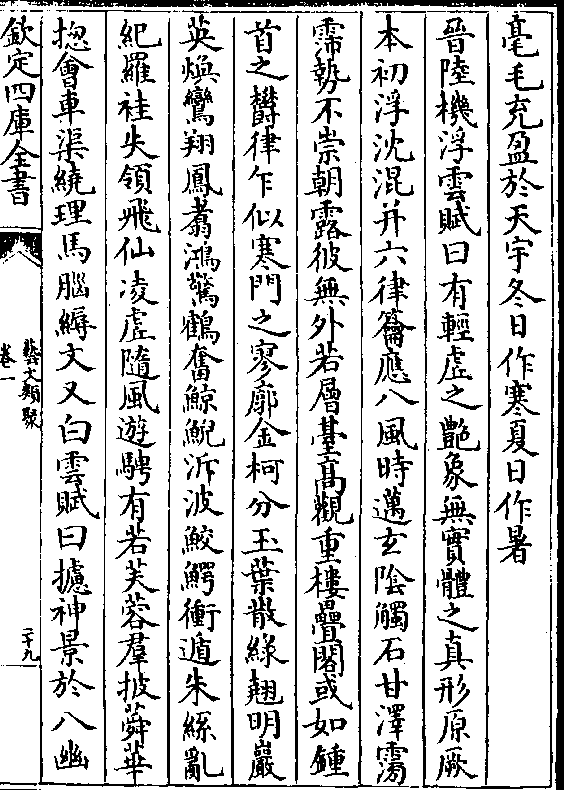 毫毛充盈於天宇冬日作寒夏日作暑
晉陸機浮雲賦曰有輕虛之艶象無實體之真形原厥
本初浮沈混并六律籥應八風時邁玄隂觸石甘澤霶
霈勢不崇朝露彼無外若層臺高觀重樓疊閣或如鍾
首之欝律乍似塞門之寥廓金柯分玉葉散綠翹明巖
英煥鸞翔鳳翥鴻驚鶴奮鯨鯢泝波鮫鰐衝遁朱絲亂
紀羅袿失領飛仙凌虛隨風遊騁有若芙蓉羣披蕣華
揔會車渠繞理馬腦縟文又白雲賦曰攄神景於八幽
欽定四庫全書
藝文類聚
卷一
二十九